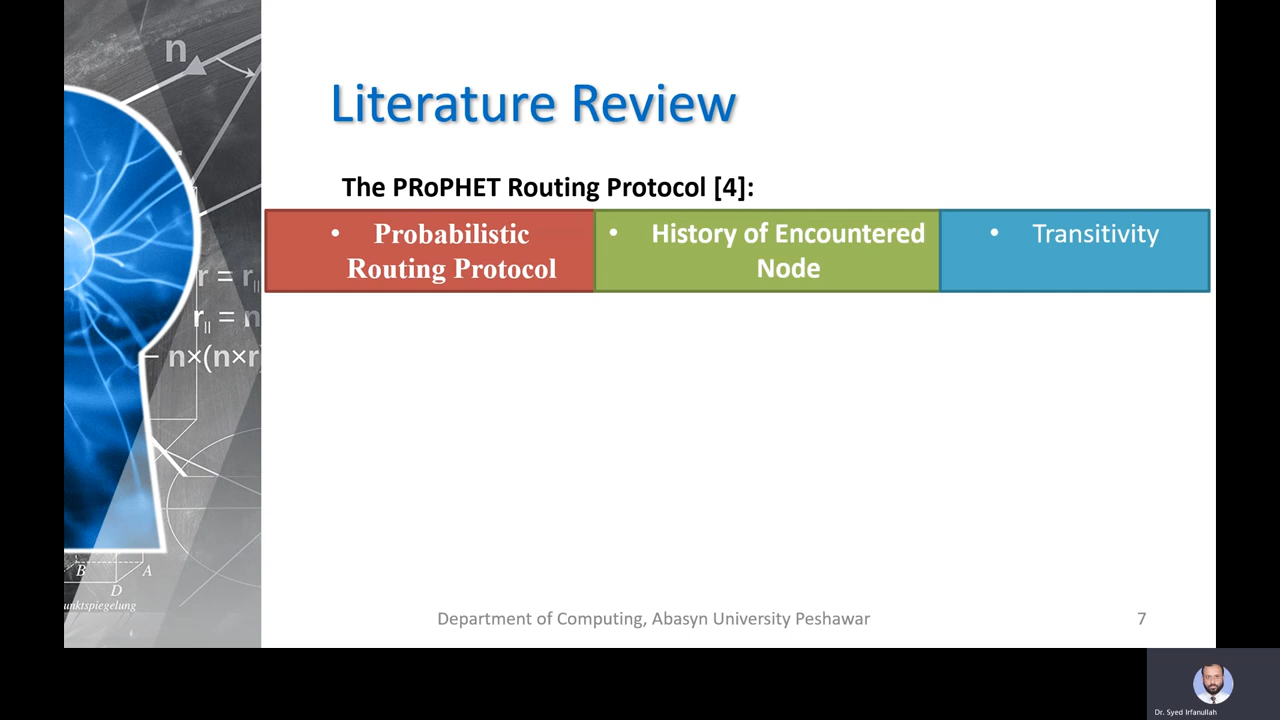 n
Literature Review
The PRoPHET Routing Protocol [4]:
• Probabilistic
Routing Protocol
• History of Encountered
Node
• Transitivity
r = r||
r|| = n
n×(n×r
B
A
D
unktspiegelung
Department of Computing, Abasyn University Peshawar
7
Dr. Syed Irfanullah